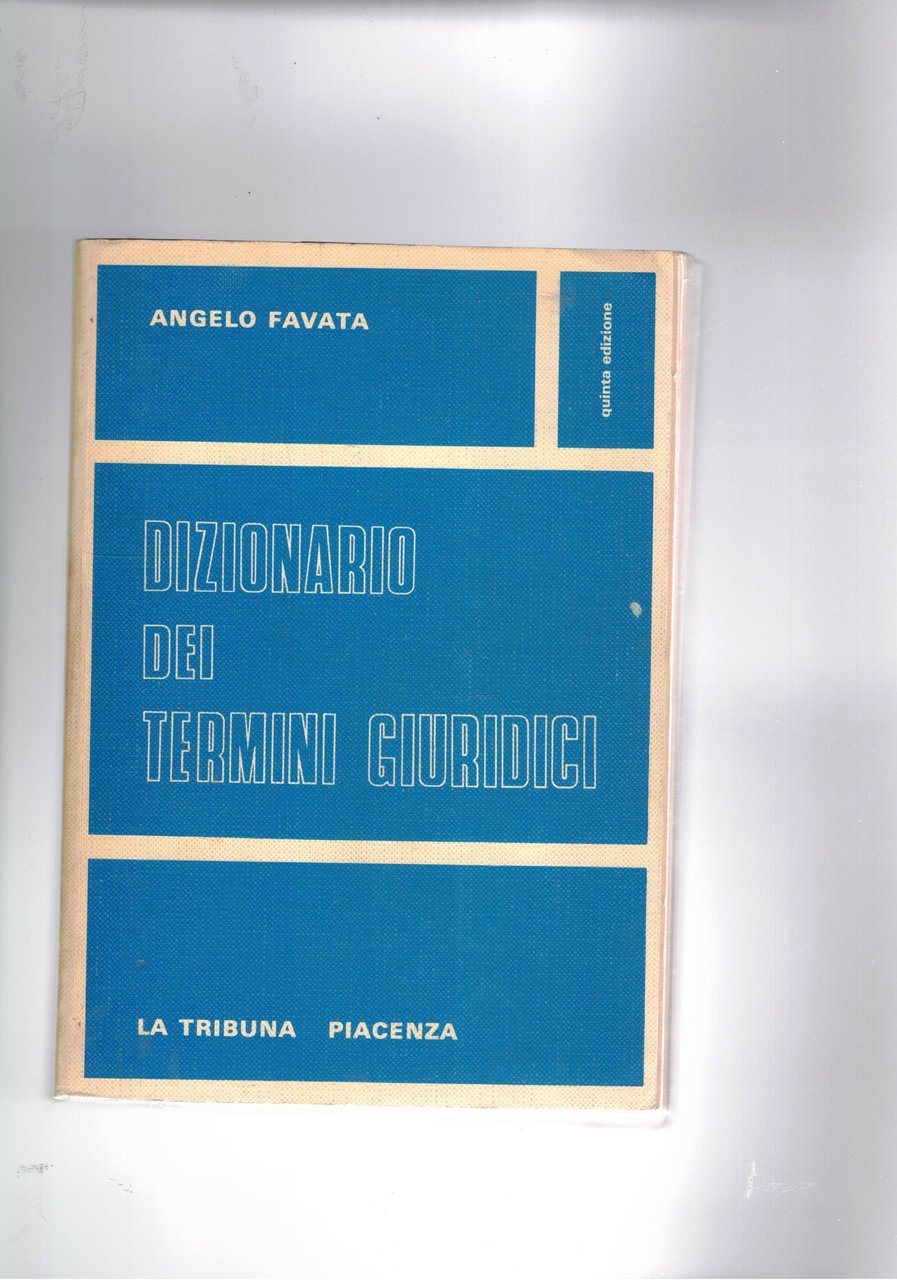 ANGELO FAVATA
quinta edizione
DIZIONARIO
DEI
TERMINI GIURIDICI
LA TRIBUNA PIACENZA